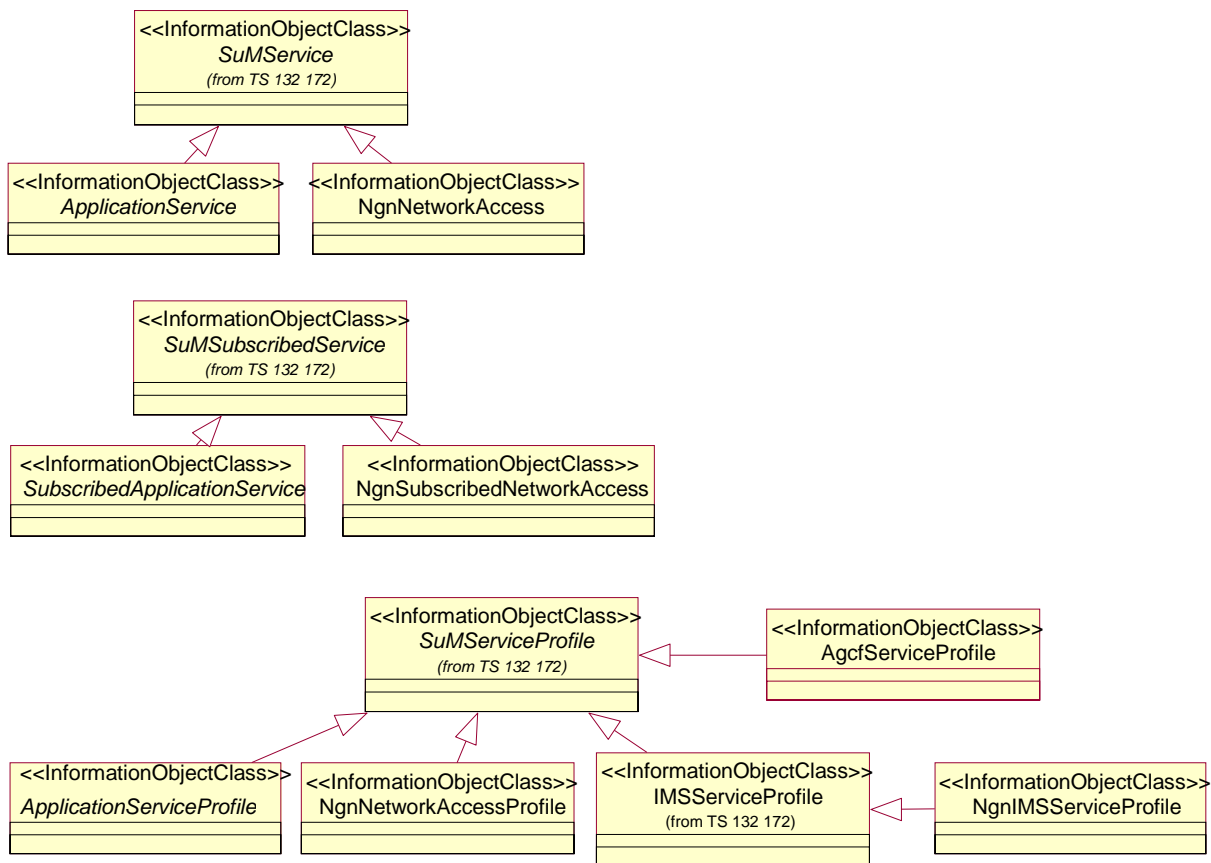 <<InformationObjectClass>>
SuMService
(from TS 132 172)
<<InformationObjectClass>>
ApplicationService
<<InformationObjectClass>>
NgnNetworkAccess
<<InformationObjectClass>>
SuMSubscribedService
(from TS 132 172)
<<InformationObjectClass>>
SubscribedApplicationService
<<InformationObjectClass>>
NgnSubscribedNetworkAccess
<<InformationObjectClass>>
SuMServiceProfile
(from TS 132 172)
<<InformationObjectClass>>
AgcfServiceProfile
<<InformationObjectClass>>
ApplicationServiceProfile
<<InformationObjectClass>>
NgnNetworkAccessProfile
<<InformationObjectClass>>
IMSServiceProfile
(from TS 132 172)
<<InformationObjectClass>>
NgnIMSServiceProfile